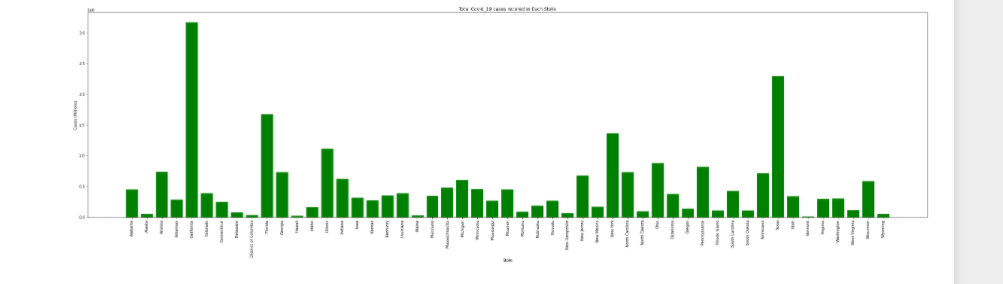 Total Covid_19 cases occured in Each State
1e6
3.0
2.5
2.0
1.5
1.0
0.5
0.0
Alabama
Alaska
Arizona
Arkansas
California
Colorado
Connecticut
Delaware
District of Columbia
Florida
Georgia
Hawaii
Idaho
Illinois
Indiana
Iowa
Kansas
Kentucky
Louisiana
Maine
Maryland
Massachusetts
Michigan
Minnesota
Mississippi
Missouri
Montana
Nebraska
Nevada
New Hampshire
New Jersey
New Mexico
New York
North Carolina
North Dakota
Ohio
Oklahoma
Oregon
Pennsylvania
Rhode Island
South Carolina
South Dakota
Tennessee
Texas
Utah
Vermont
Virginia
Washington
West Virginia
Wisconsin
Wyoming
State